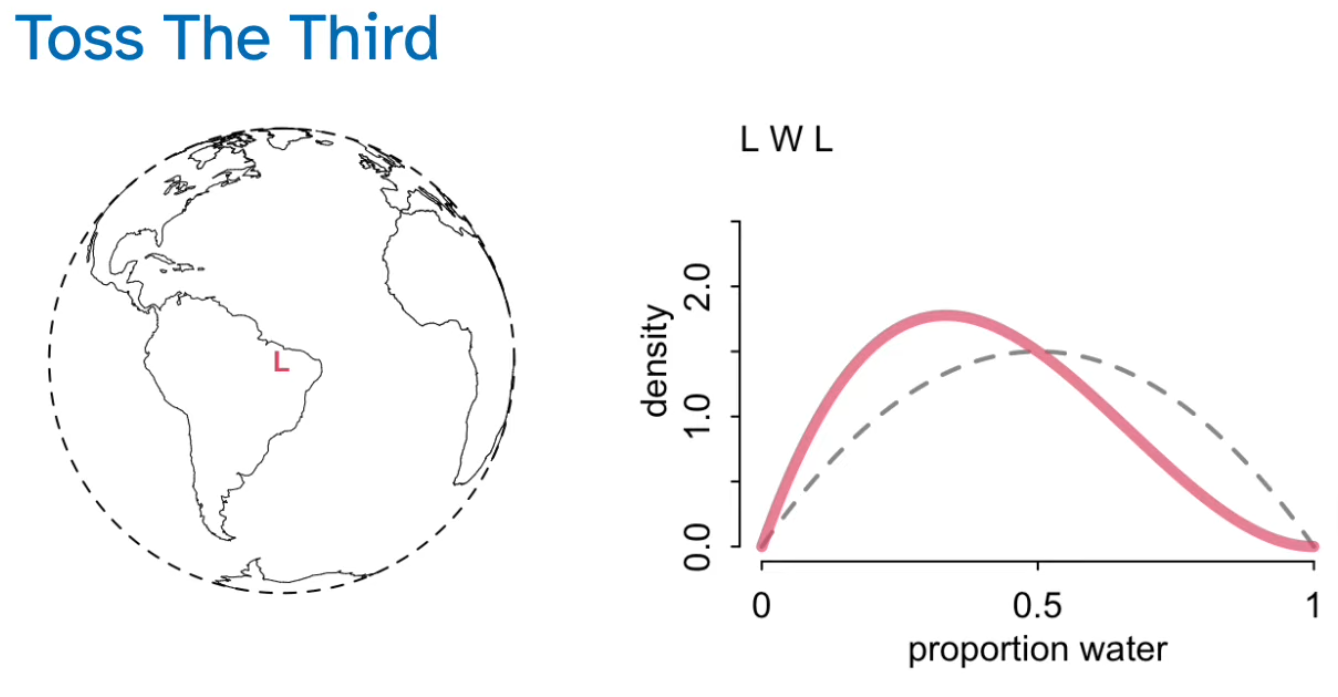 Toss The Third
L W L
L
density
2.0
1.0
0.0
0 0.5 1
proportion water